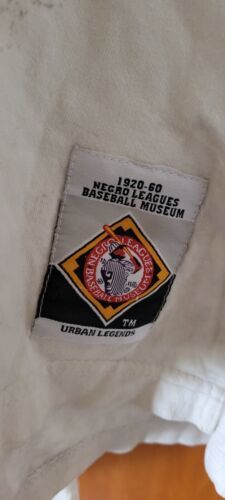 1920-60
NEGRO LEAGUES
BASEBALL MUSEUM
NEGRO LEAGUES
BASEBALL MUSEUM
TM
URBAN LEGENDS